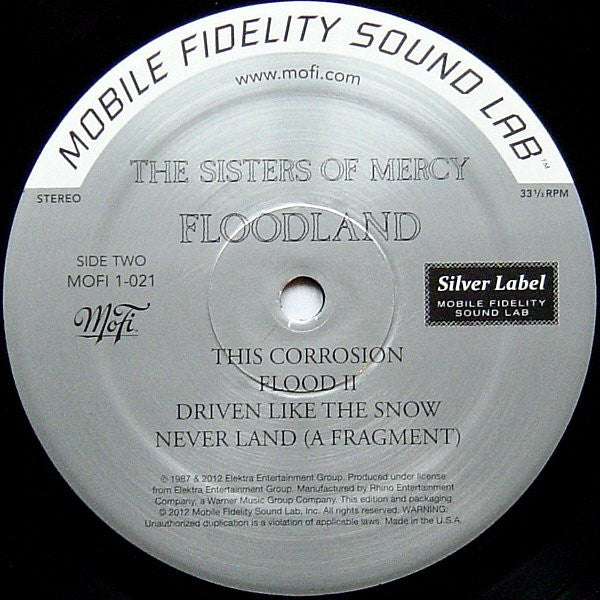 MOBILE FIDELITY SOUND LAB™
www.mofi.com
THE SISTERS OF MERCY
STEREO
33⅓ RPM
FLOODLAND
SIDE TWO
MOFI 1-021
MoFi
Silver Label
MOBILE FIDELITY
SOUND LAB
THIS CORROSION
FLOOD II
DRIVEN LIKE THE SNOW
NEVER LAND (A FRAGMENT)
℗ 1987 & 2012 Elektra Entertainment Group. Produced under license
from Elektra Entertainment Group. Manufactured by Rhino Entertainment
Company, a Warner Music Group Company. This edition and packaging
© 2012 Mobile Fidelity Sound Lab, Inc. All rights reserved. WARNING:
Unauthorized duplication is a violation of applicable laws. Made in the U.S.A.